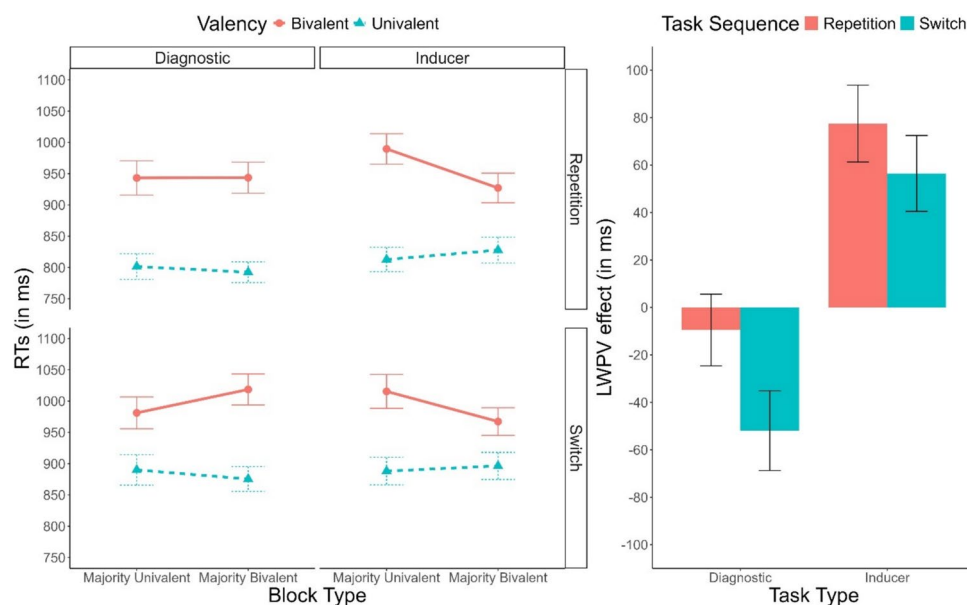 Valency Bivalent Univalent
Diagnostic Inducer
1100
1050
1000
950
900
850
800
750
Repetition
1100
1050
1000
950
900
850
800
750
Switch
RTs (in ms)
Majority Univalent Majority Bivalent Majority Univalent Majority Bivalent
Block Type
Task Sequence Repetition Switch
100
80
60
40
20
0
-20
-40
-60
-80
-100
LWPV effect (in ms)
Diagnostic Inducer
Task Type